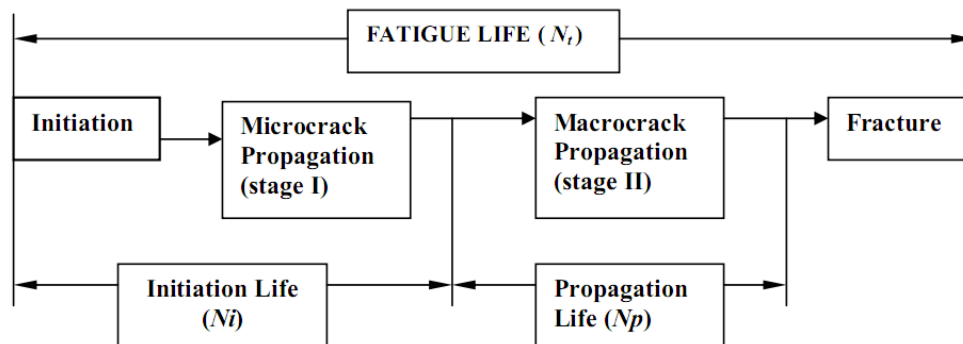 FATIGUE LIFE ( Nt)
Initiation
Microcrack
Propagation
(stage I)
Macrocrack
Propagation
(stage II)
Fracture
Initiation Life
(Ni)
Propagation
Life (Np)